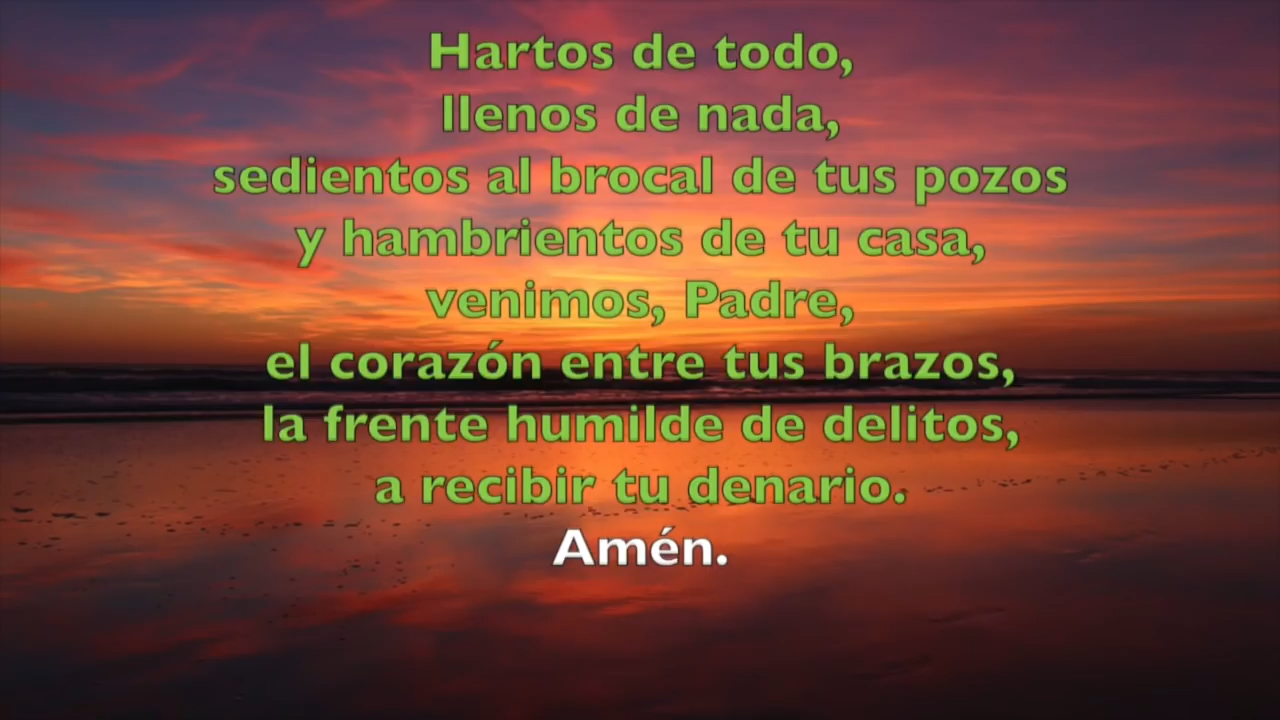 Hartos de todo,
llenos de nada,
sedientos al brocal de tus pozos
y hambrientos de tu casa,
venimos, Padre,
el corazón entre tus brazos,
la frente humilde de delitos,
a recibir tu denario.
Amén.